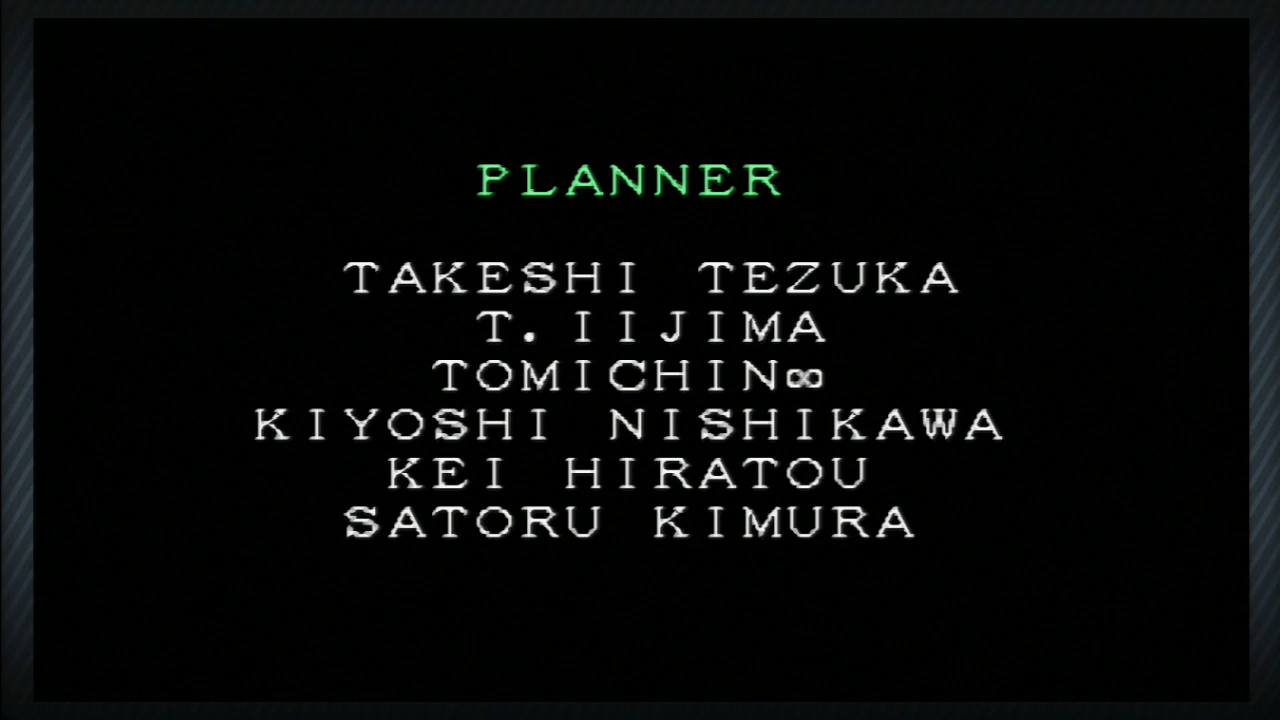 PLANNER
TAKESHI TEZUKA
T.IIJIMA
TOMICHIN∞
KIYOSHI NISHIKAWA
KEI HIRATOU
SATORU KIMURA